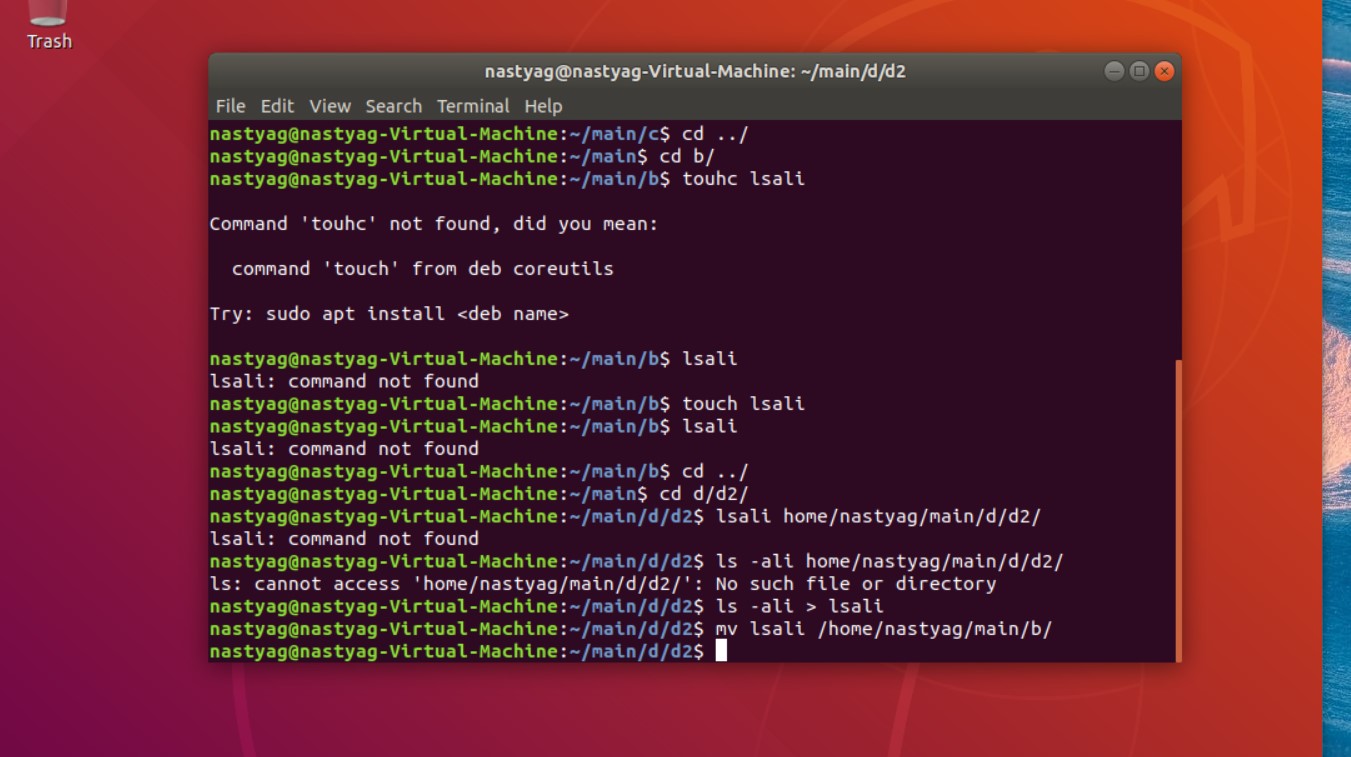 Trash
nastyag@nastyag-Virtual-Machine: ~/main/d/d2
File Edit View Search Terminal Help
nastyag@nastyag-Virtual-Machine:~/main/c$ cd ../
nastyag@nastyag-Virtual-Machine:~/main$ cd b/
nastyag@nastyag-Virtual-Machine:~/main/b$ touhc lsali
Command 'touhc' not found, did you mean:
command 'touch' from deb coreutils
Try: sudo apt install <deb name>
nastyag@nastyag-Virtual-Machine:~/main/b$ lsali
lsali: command not found
nastyag@nastyag-Virtual-Machine:~/main/b$ touch lsali
nastyag@nastyag-Virtual-Machine:~/main/b$ lsali
lsali: command not found
nastyag@nastyag-Virtual-Machine:~/main/b$ cd ../
nastyag@nastyag-Virtual-Machine:~/main$ cd d/d2/
nastyag@nastyag-Virtual-Machine:~/main/d/d2$ lsali home/nastyag/main/d/d2/
lsali: command not found
nastyag@nastyag-Virtual-Machine:~/main/d/d2$ ls -ali home/nastyag/main/d/d2/
ls: cannot access 'home/nastyag/main/d/d2/': No such file or directory
nastyag@nastyag-Virtual-Machine:~/main/d/d2$ ls -ali > lsali
nastyag@nastyag-Virtual-Machine:~/main/d/d2$ mv lsali /home/nastyag/main/b/
nastyag@nastyag-Virtual-Machine:~/main/d/d2$